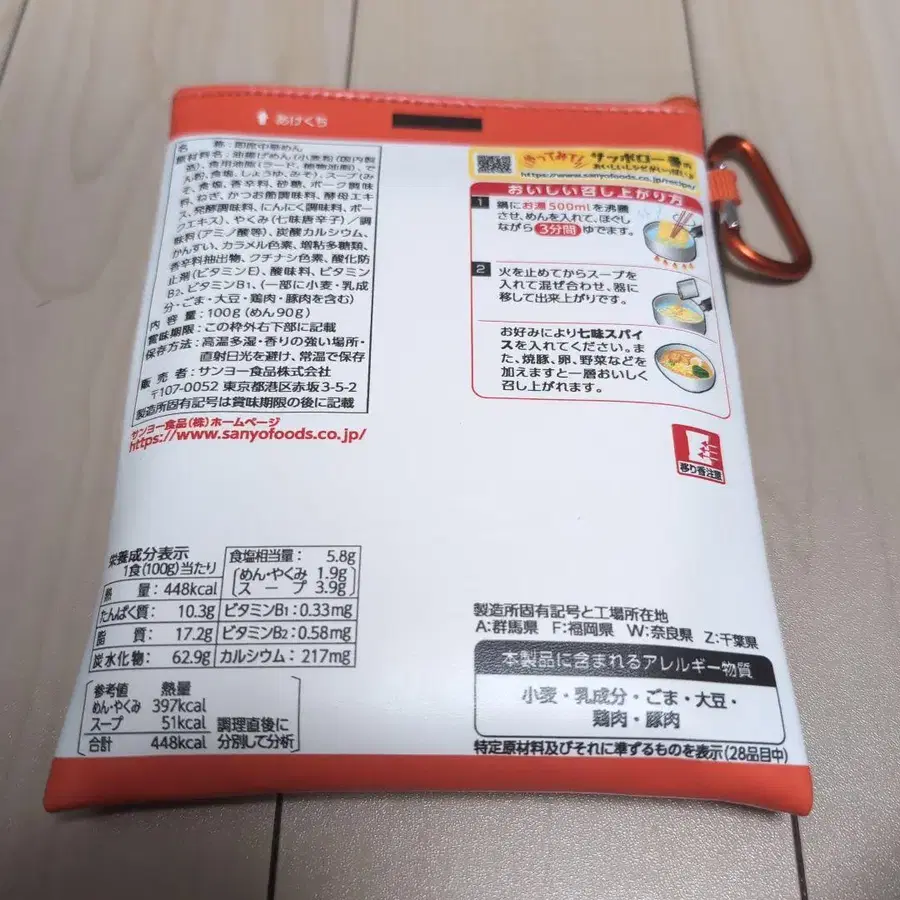 あけくち
名 称：即席中華めん
原材料名：油揚げめん(小麦粉(国内製
造)、食用油脂(ラード、植物油脂)、で
ん粉、食塩、しょうゆ、みそ)、スープ(み
そ、食塩、香辛料、砂糖、ポーク調味
料、ねぎ、かつお節調味料、酵母エキ
ス、発酵調味料、にんにく調味料、ポー
クエキス)、やくみ(七味唐辛子)／調
味料(アミノ酸等)、炭酸カルシウム、
かんすい、カラメル色素、増粘多糖類、
香辛料抽出物、クチナシ色素、酸化防
止剤(ビタミンE)、酸味料、ビタミン
B₂、ビタミンB₁、(一部に小麦・乳成
分・ごま・大豆・鶏肉・豚肉を含む)
内 容 量：100g(めん90g)
賞味期限：この枠外右下部に記載
保存方法：高温多湿・香りの強い場所・
直射日光を避け、常温で保存
販 売 者：サンヨー食品株式会社
〒107-0052 東京都港区赤坂3-5-2
製造所固有記号は賞味期限の後に記載
サンヨー食品(株)ホームページ
https://www.sanyofoods.co.jp/
作ってみて！サッポロ一番の
おいしいレシピがいっぱい♪
https://www.sanyofoods.co.jp/recipe/
おいしい召し上がり方
1 鍋にお湯500mlを沸騰
させ、めんを入れて、ほぐし
ながら3分間ゆでます。
2 火を止めてからスープを
入れて混ぜ合わせ、器に
移して出来上がりです。
お好みにより七味スパイ
スを入れてください。ま
た、焼豚、卵、野菜などを
加えますと一層おいしく
召し上がれます。
移り香注意
栄養成分表示
1食(100g)当たり
熱 量：448kcal
たんぱく質： 10.3g
脂 質： 17.2g
炭水化物： 62.9g
食塩相当量： 5.8g
めん・やくみ 1.9g
スープ 3.9g
ビタミンB₁：0.33mg
ビタミンB₂：0.58mg
カルシウム：217mg
参考値 熱量
めん・やくみ 397kcal
スープ 51kcal
合計 448kcal
調理直後に
分別して分析
製造所固有記号と工場所在地
A：群馬県 F：福岡県 W：奈良県 Z：千葉県
本製品に含まれるアレルギー物質
小麦・乳成分・ごま・大豆・
鶏肉・豚肉
特定原材料及びそれに準ずるものを表示(28品目中)